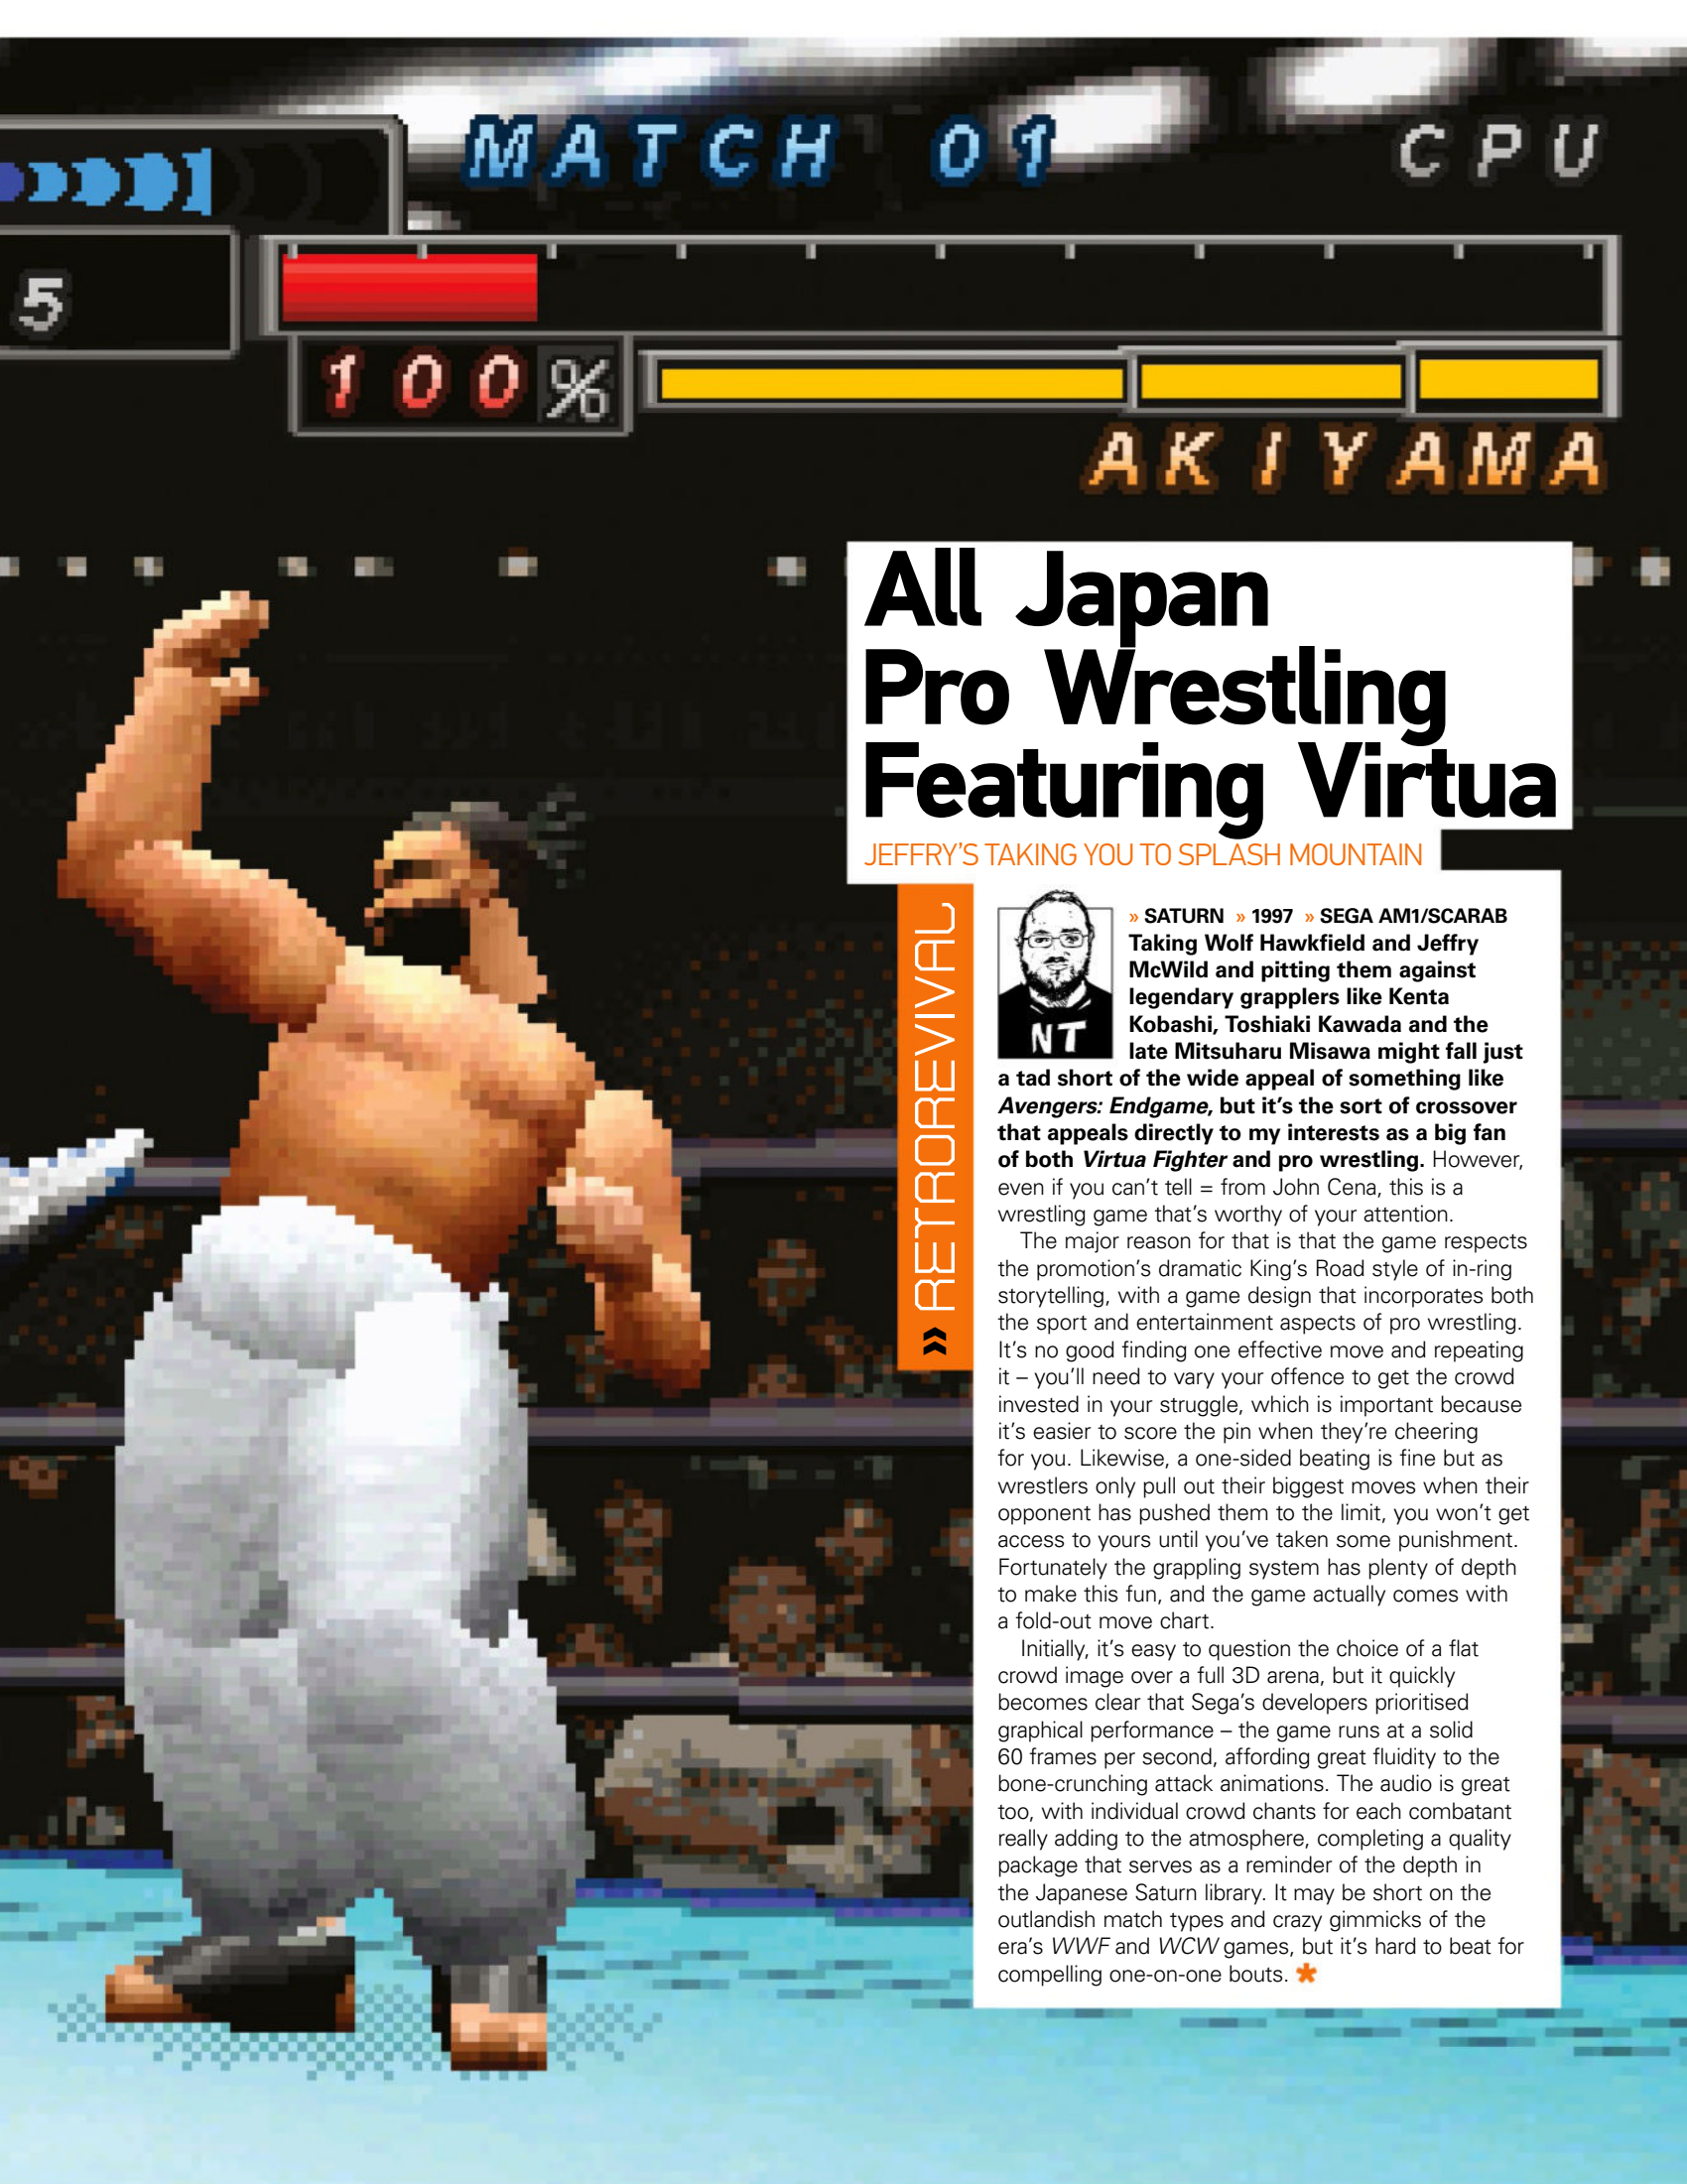 MATCH 01
CPU
5
100%
AKIYAMA
All Japan
Pro Wrestling
Featuring Virtua
JEFFRY'S TAKING YOU TO SPLASH MOUNTAIN
» RETROREVIVAL
NT
» SATURN » 1997 » SEGA AM1/SCARAB
Taking Wolf Hawkfield and Jeffry
McWild and pitting them against
legendary grapplers like Kenta
Kobashi, Toshiaki Kawada and the
late Mitsuharu Misawa might fall just
a tad short of the wide appeal of something like
Avengers: Endgame, but it's the sort of crossover
that appeals directly to my interests as a big fan
of both Virtua Fighter and pro wrestling. However,
even if you can't tell = from John Cena, this is a
wrestling game that's worthy of your attention.
The major reason for that is that the game respects
the promotion's dramatic King's Road style of in-ring
storytelling, with a game design that incorporates both
the sport and entertainment aspects of pro wrestling.
It's no good finding one effective move and repeating
it – you'll need to vary your offence to get the crowd
invested in your struggle, which is important because
it's easier to score the pin when they're cheering
for you. Likewise, a one-sided beating is fine but as
wrestlers only pull out their biggest moves when their
opponent has pushed them to the limit, you won't get
access to yours until you've taken some punishment.
Fortunately the grappling system has plenty of depth
to make this fun, and the game actually comes with
a fold-out move chart.
Initially, it's easy to question the choice of a flat
crowd image over a full 3D arena, but it quickly
becomes clear that Sega's developers prioritised
graphical performance – the game runs at a solid
60 frames per second, affording great fluidity to the
bone-crunching attack animations. The audio is great
too, with individual crowd chants for each combatant
really adding to the atmosphere, completing a quality
package that serves as a reminder of the depth in
the Japanese Saturn library. It may be short on the
outlandish match types and crazy gimmicks of the
era's WWF and WCW games, but it's hard to beat for
compelling one-on-one bouts.